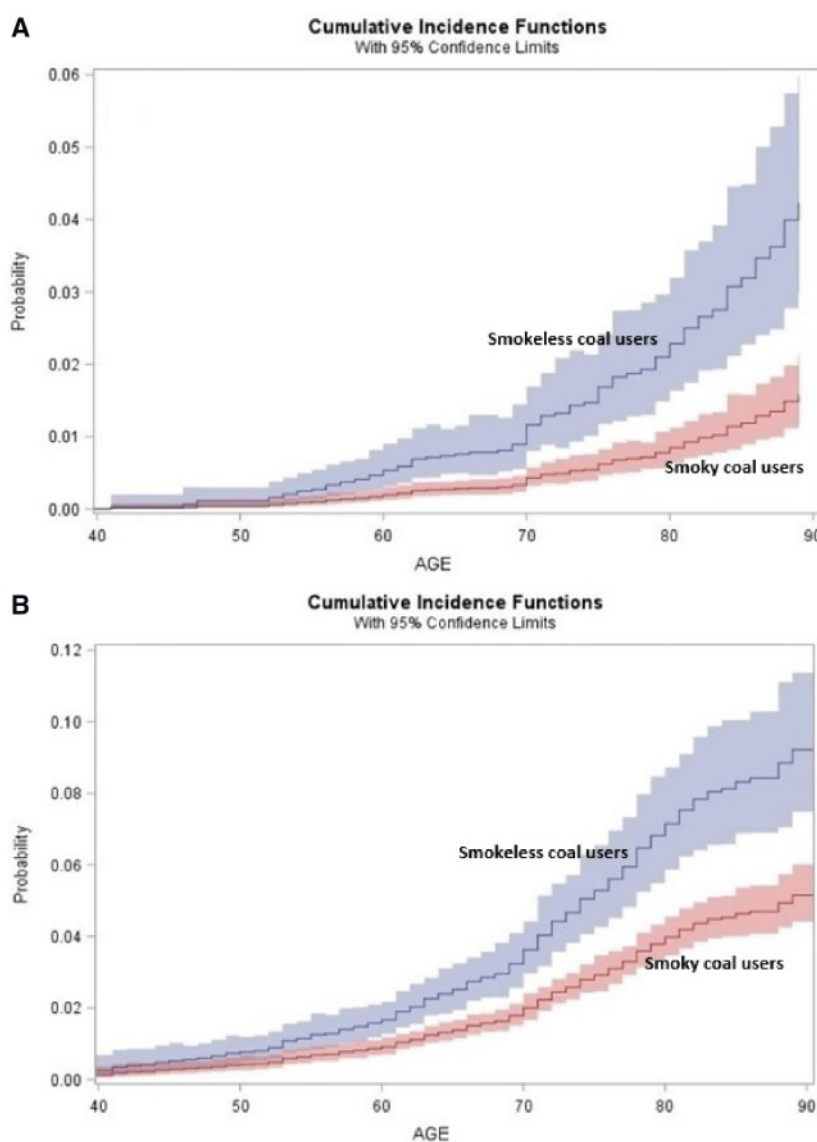 A
Cumulative Incidence Functions
With 95% Confidence Limits
0.06
0.05
0.04
0.03
0.02
0.01
0.00
Probability
Smokeless coal users
Smoky coal users
40 50 60 70 80 90
AGE
B
Cumulative Incidence Functions
With 95% Confidence Limits
0.12
0.10
0.08
0.06
0.04
0.02
0.00
Probability
Smokeless coal users
Smoky coal users
40 50 60 70 80 90
AGE